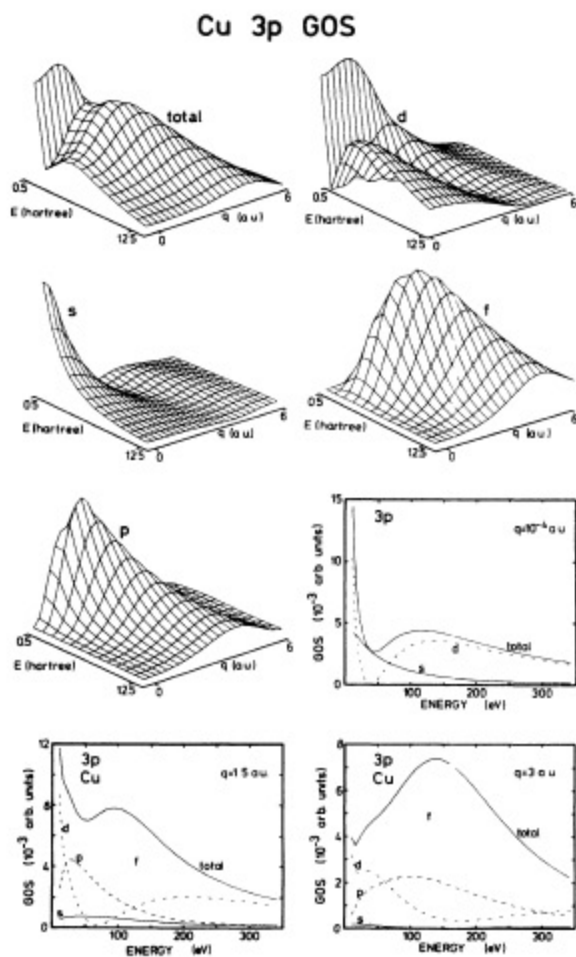 Cu 3p GOS
total
0.5
E (hartree)
12.5
0
q (a.u.)
6
d
0.5
E (hartree)
12.5
0
q (a.u.)
6
s
0.5
E (hartree)
12.5
0
q (a.u.)
6
f
0.5
E (hartree)
12.5
0
q (a.u.)
6
p
0.5
E (hartree)
12.5
0
q (a.u.)
6
3p
q=10⁻⁴ a.u.
GOS (10⁻³ arb. units)
15
10
5
0
total
d
s
0 100 200 300
ENERGY (eV)
3p
Cu
q=1.5 a.u.
GOS (10⁻³ arb. units)
12
8
4
0
d
p
f
total
s
0 100 200 300
ENERGY (eV)
3p
Cu
q=3 a.u.
GOS (10⁻³ arb. units)
8
6
4
2
0
f
total
d
p
s
0 100 200 300
ENERGY (eV)